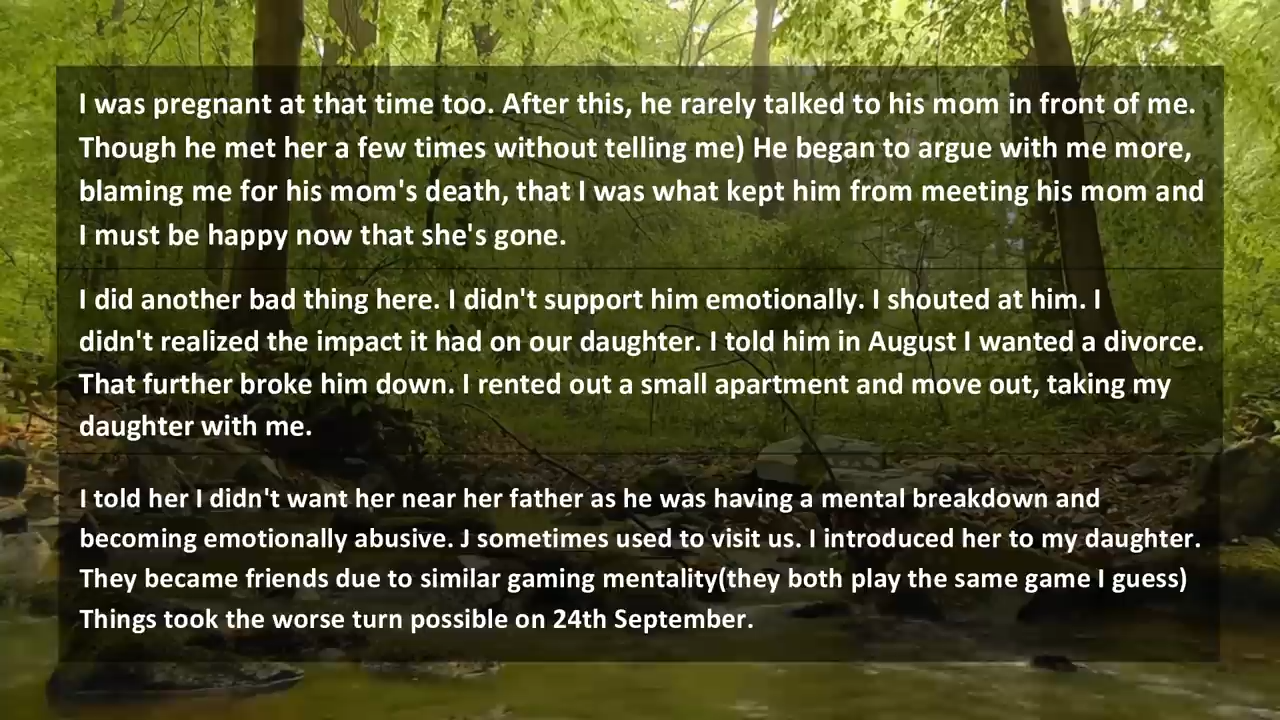 I was pregnant at that time too. After this, he rarely talked to his mom in front of me.
Though he met her a few times without telling me) He began to argue with me more,
blaming me for his mom's death, that I was what kept him from meeting his mom and
I must be happy now that she's gone.
I did another bad thing here. I didn't support him emotionally. I shouted at him. I
didn't realized the impact it had on our daughter. I told him in August I wanted a divorce.
That further broke him down. I rented out a small apartment and move out, taking my
daughter with me.
I told her I didn't want her near her father as he was having a mental breakdown and
becoming emotionally abusive. J sometimes used to visit us. I introduced her to my daughter.
They became friends due to similar gaming mentality(they both play the same game I guess)
Things took the worse turn possible on 24th September.